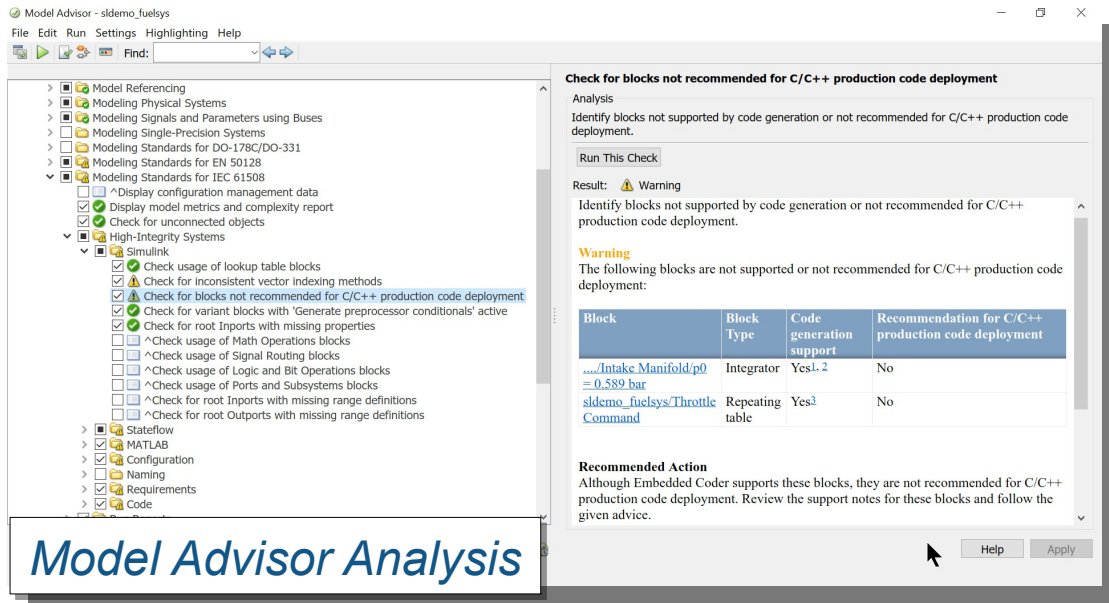 Model Advisor - sldemo_fuelsys
File Edit Run Settings Highlighting Help
Find:
Model Referencing
Modeling Physical Systems
Modeling Signals and Parameters using Buses
Modeling Single-Precision Systems
Modeling Standards for DO-178C/DO-331
Modeling Standards for EN 50128
Modeling Standards for IEC 61508
^Display configuration management data
Display model metrics and complexity report
Check for unconnected objects
High-Integrity Systems
Simulink
Check usage of lookup table blocks
Check for inconsistent vector indexing methods
Check for blocks not recommended for C/C++ production code deployment
Check for variant blocks with 'Generate preprocessor conditionals' active
Check for root Inports with missing properties
^Check usage of Math Operations blocks
^Check usage of Signal Routing blocks
^Check usage of Logic and Bit Operations blocks
^Check usage of Ports and Subsystems blocks
^Check for root Inports with missing range definitions
^Check for root Outports with missing range definitions
Stateflow
MATLAB
Configuration
Naming
Requirements
Code
Model Advisor Analysis
Check for blocks not recommended for C/C++ production code deployment
Analysis
Identify blocks not supported by code generation or not recommended for C/C++ production code
deployment.
Run This Check
Result: Warning
Identify blocks not supported by code generation or not recommended for C/C++
production code deployment.
Warning
The following blocks are not supported or not recommended for C/C++ production code
deployment:
Block Block Type Code generation support Recommendation for C/C++ production code deployment
..../Intake Manifold/p0 = 0.589 bar Integrator Yes1, 2 No
sldemo_fuelsys/Throttle Command Repeating table Yes3 No
Recommended Action
Although Embedded Coder supports these blocks, they are not recommended for C/C++
production code deployment. Review the support notes for these blocks and follow the
given advice.
Help Apply